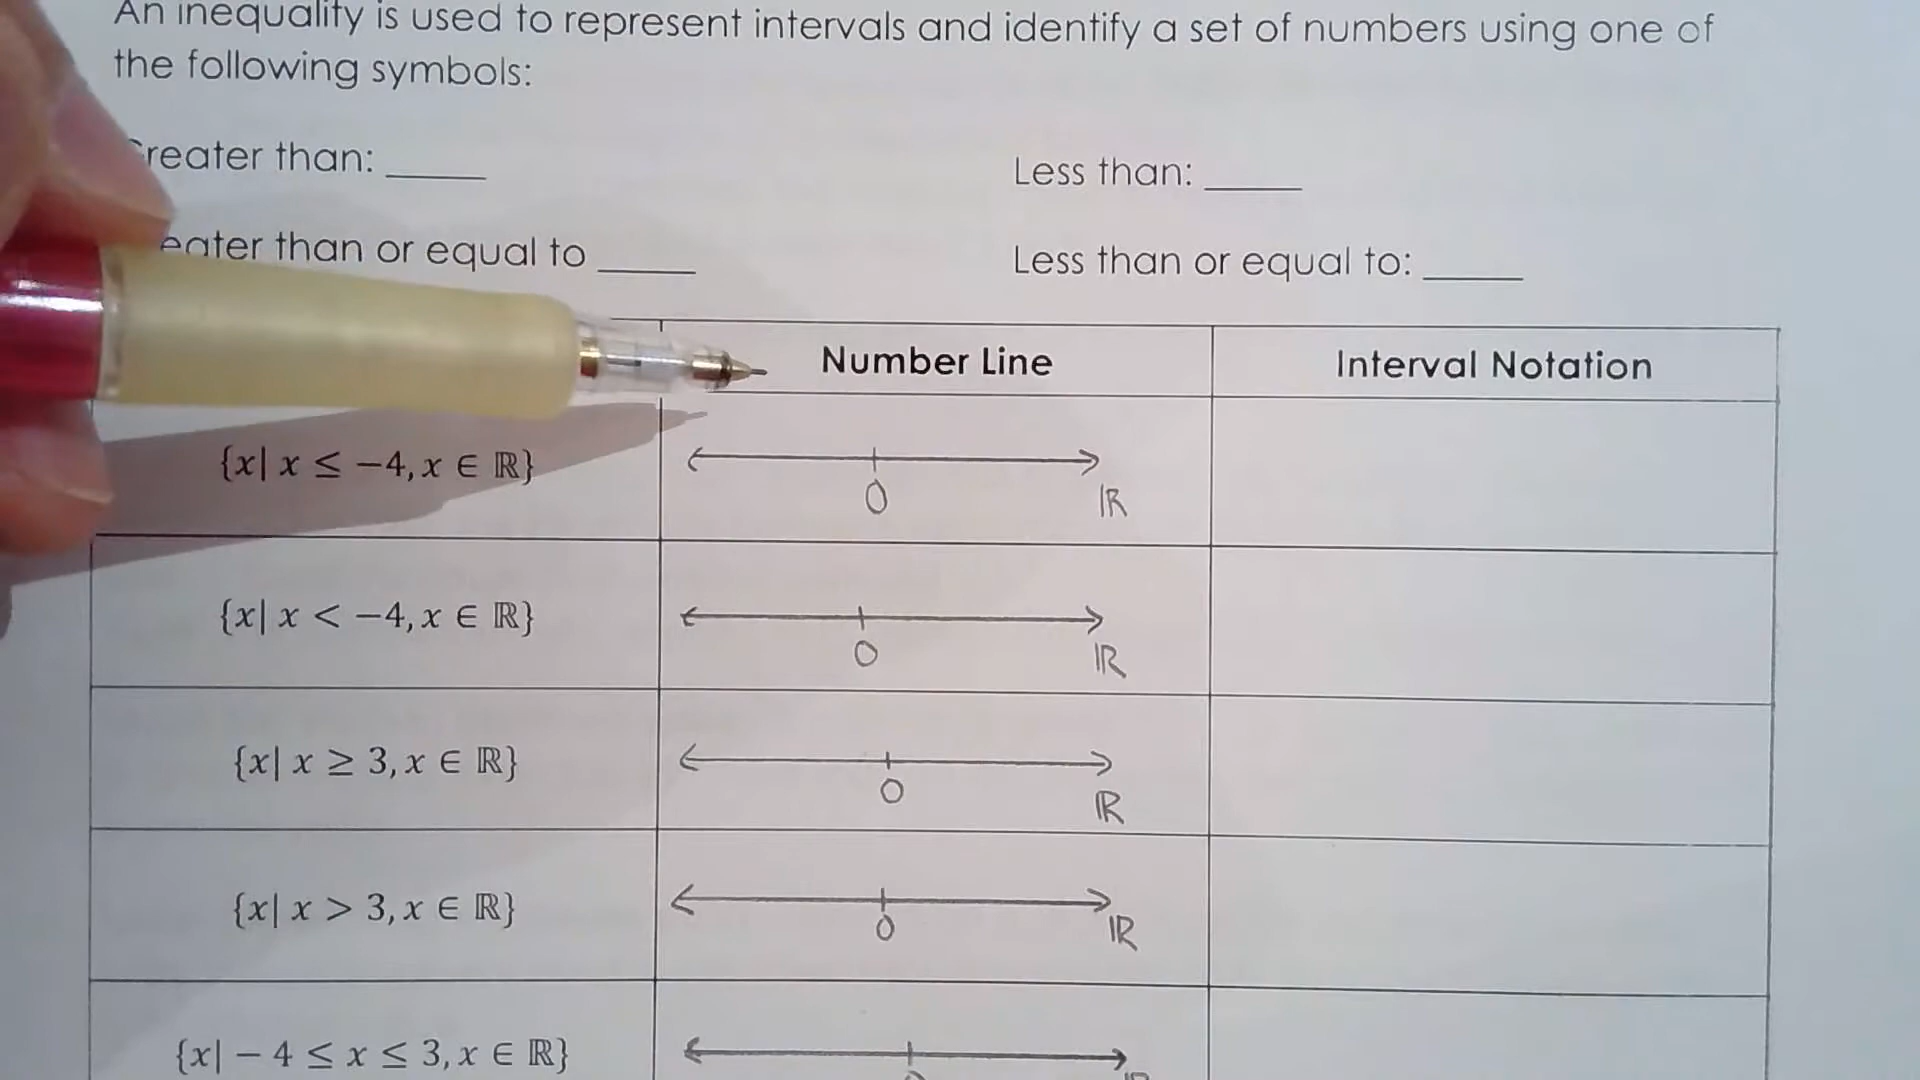 An inequality is used to represent intervals and identify a set of numbers using one of
the following symbols:
reater than: _____
Less than: _____
eater than or equal to _____
Less than or equal to: _____
Number Line
Interval Notation
{x| x ≤ −4, x ∈ ℝ}
0
ℝ
{x| x < −4, x ∈ ℝ}
0
ℝ
{x| x ≥ 3, x ∈ ℝ}
0
ℝ
{x| x > 3, x ∈ ℝ}
0
ℝ
{x| − 4 ≤ x ≤ 3, x ∈ ℝ}